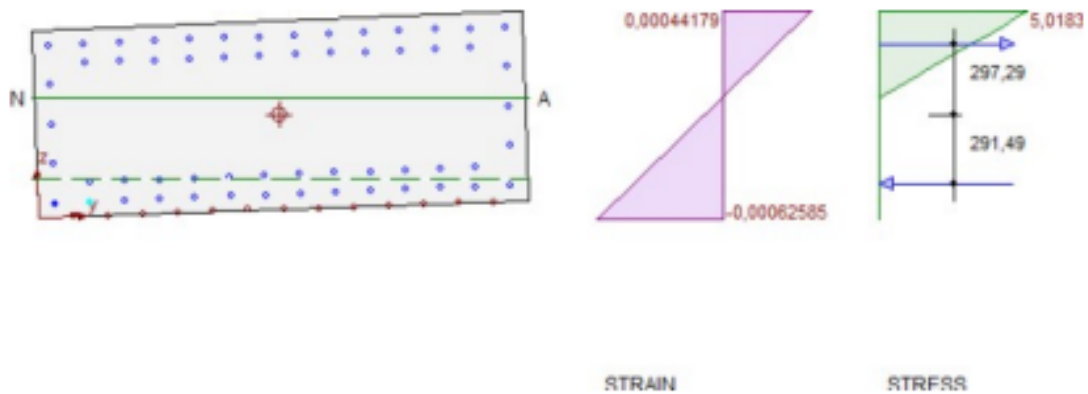 0,00044179
5,0183
297,29
N
A
291,49
z
y
-0,00062585
STRAIN
STRESS